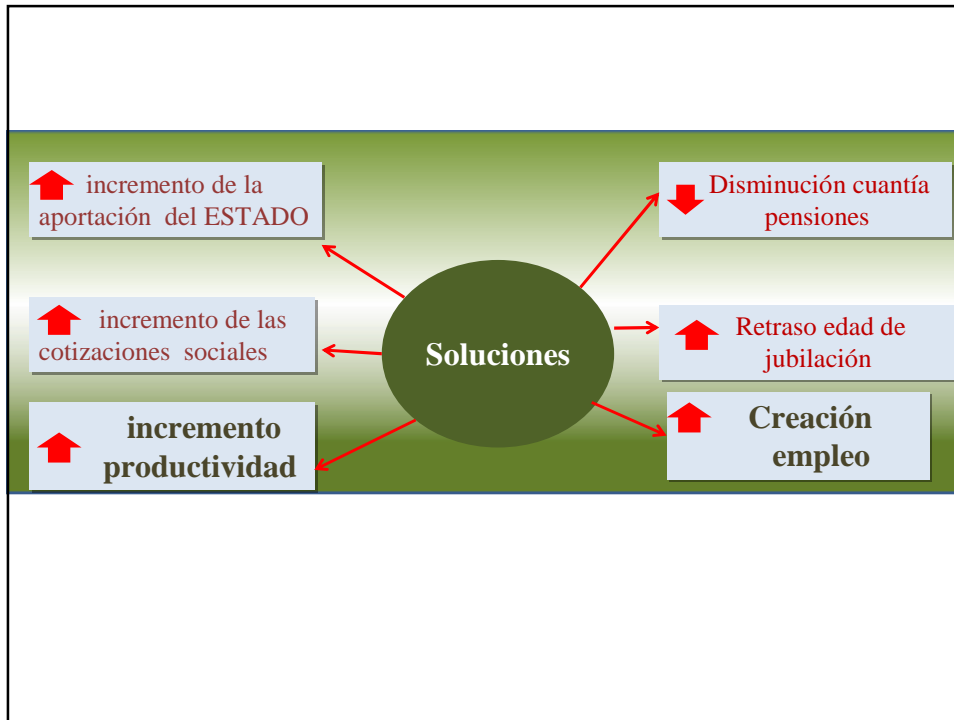 incremento de la
aportación del ESTADO
incremento de las
cotizaciones sociales
incremento
productividad
Soluciones
Disminución cuantía
pensiones
Retraso edad de
jubilación
Creación
empleo